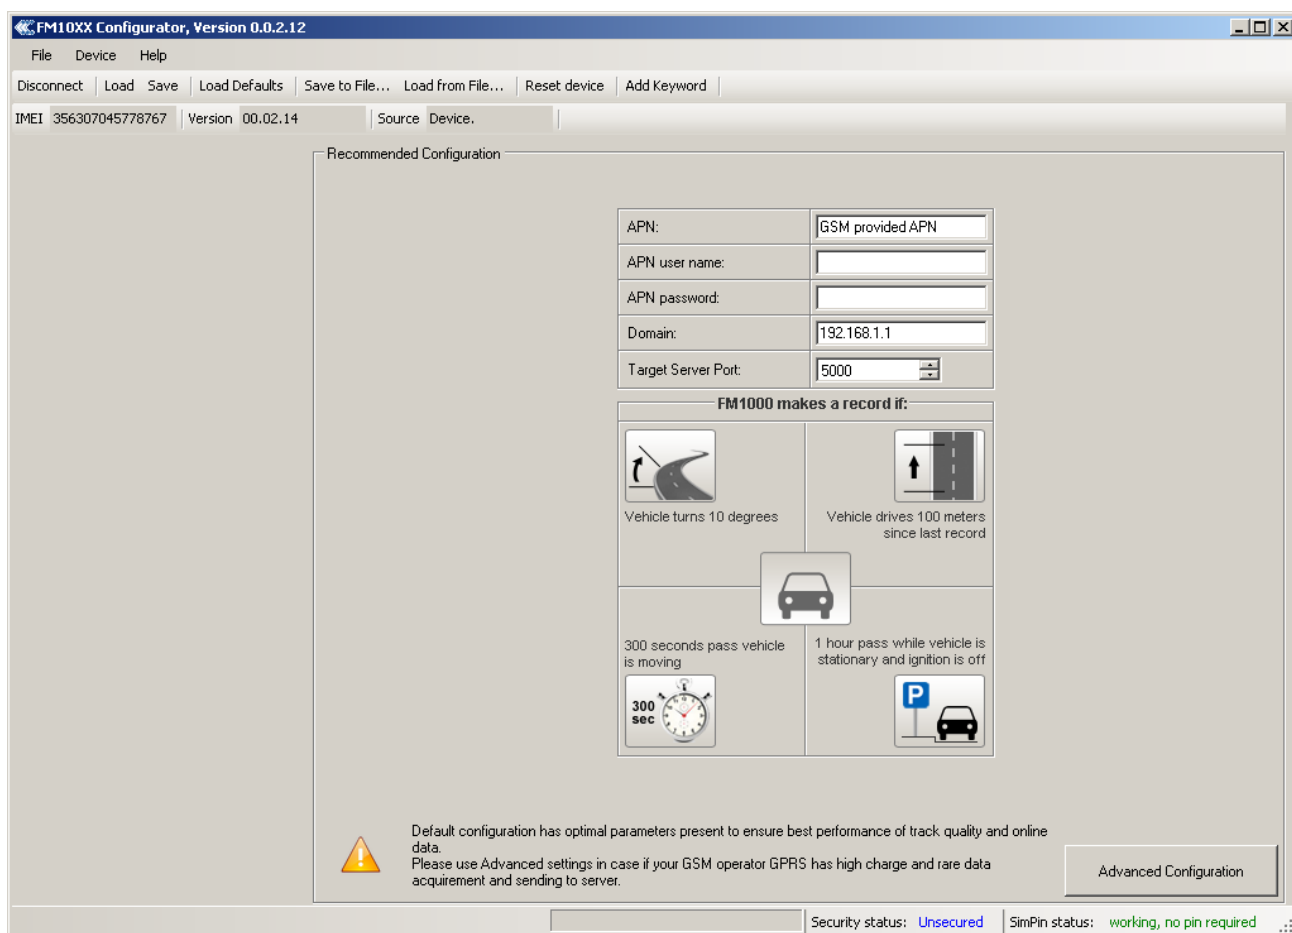 FM10XX Configurator, Version 0.0.2.12
File Device Help
Disconnect Load Save Load Defaults Save to File... Load from File... Reset device Add Keyword
IMEI 356307045778767 Version 00.02.14 Source Device.
Recommended Configuration
APN: GSM provided APN
APN user name:
APN password:
Domain: 192.168.1.1
Target Server Port: 5000
FM1000 makes a record if:
Vehicle turns 10 degrees
Vehicle drives 100 meters
since last record
300 seconds pass vehicle
is moving
1 hour pass while vehicle is
stationary and ignition is off
300
sec
P
Default configuration has optimal parameters present to ensure best performance of track quality and online
data.
Please use Advanced settings in case if your GSM operator GPRS has high charge and rare data
acquirement and sending to server.
Advanced Configuration
Security status: Unsecured SimPin status: working, no pin required